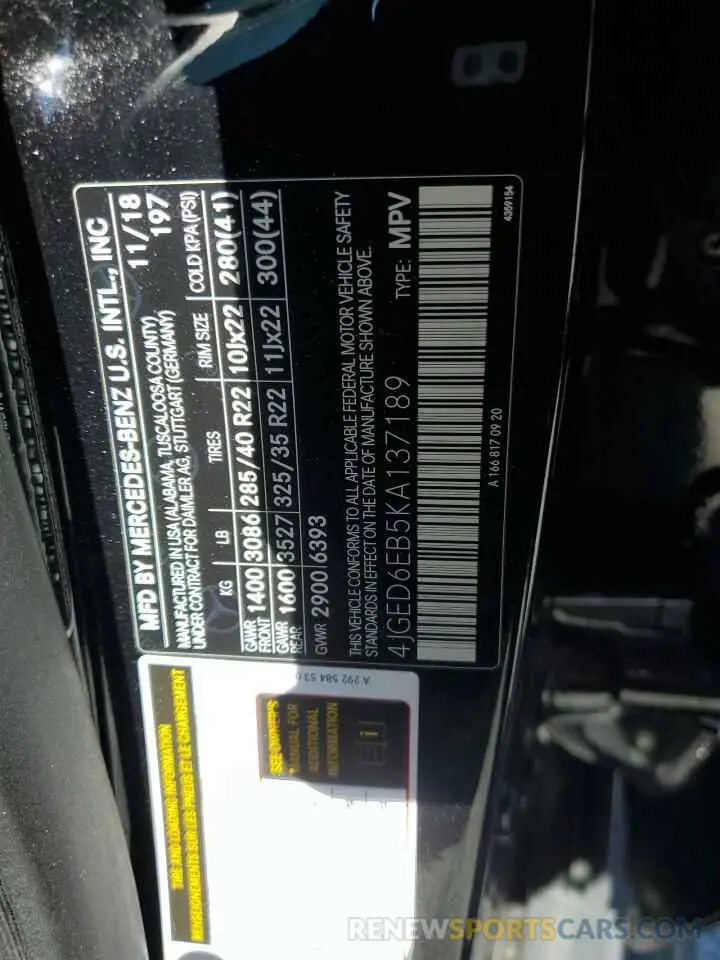 MFD BY MERCEDES-BENZ U.S. INTL., INC
MANUFACTURED IN USA (ALABAMA, TUSCALOOSA COUNTY) 11/18
UNDER CONTRACT FOR DAIMLER AG, STUTTGART (GERMANY) 197
KG LB TIRES RIM SIZE COLD KPA (PSI)
GAWR FRONT 1400 3086 285/40 R22 10Jx22 280(41)
GAWR REAR 1600 3527 325/35 R22 11Jx22 300(44)
GVWR 2900 6393
THIS VEHICLE CONFORMS TO ALL APPLICABLE FEDERAL MOTOR VEHICLE SAFETY
STANDARDS IN EFFECT ON THE DATE OF MANUFACTURE SHOWN ABOVE.
4JGED6EB5KA137189 TYPE: MPV
A 166 817 09 20 4359154
TIRE AND LOADING INFORMATION
RENSEIGNEMENTS SUR LES PNEUS ET LE CHARGEMENT
SEE OWNER'S
MANUAL FOR
ADDITIONAL
INFORMATION
A 292 584 53 0
RENEWSPORTSCARS.COM